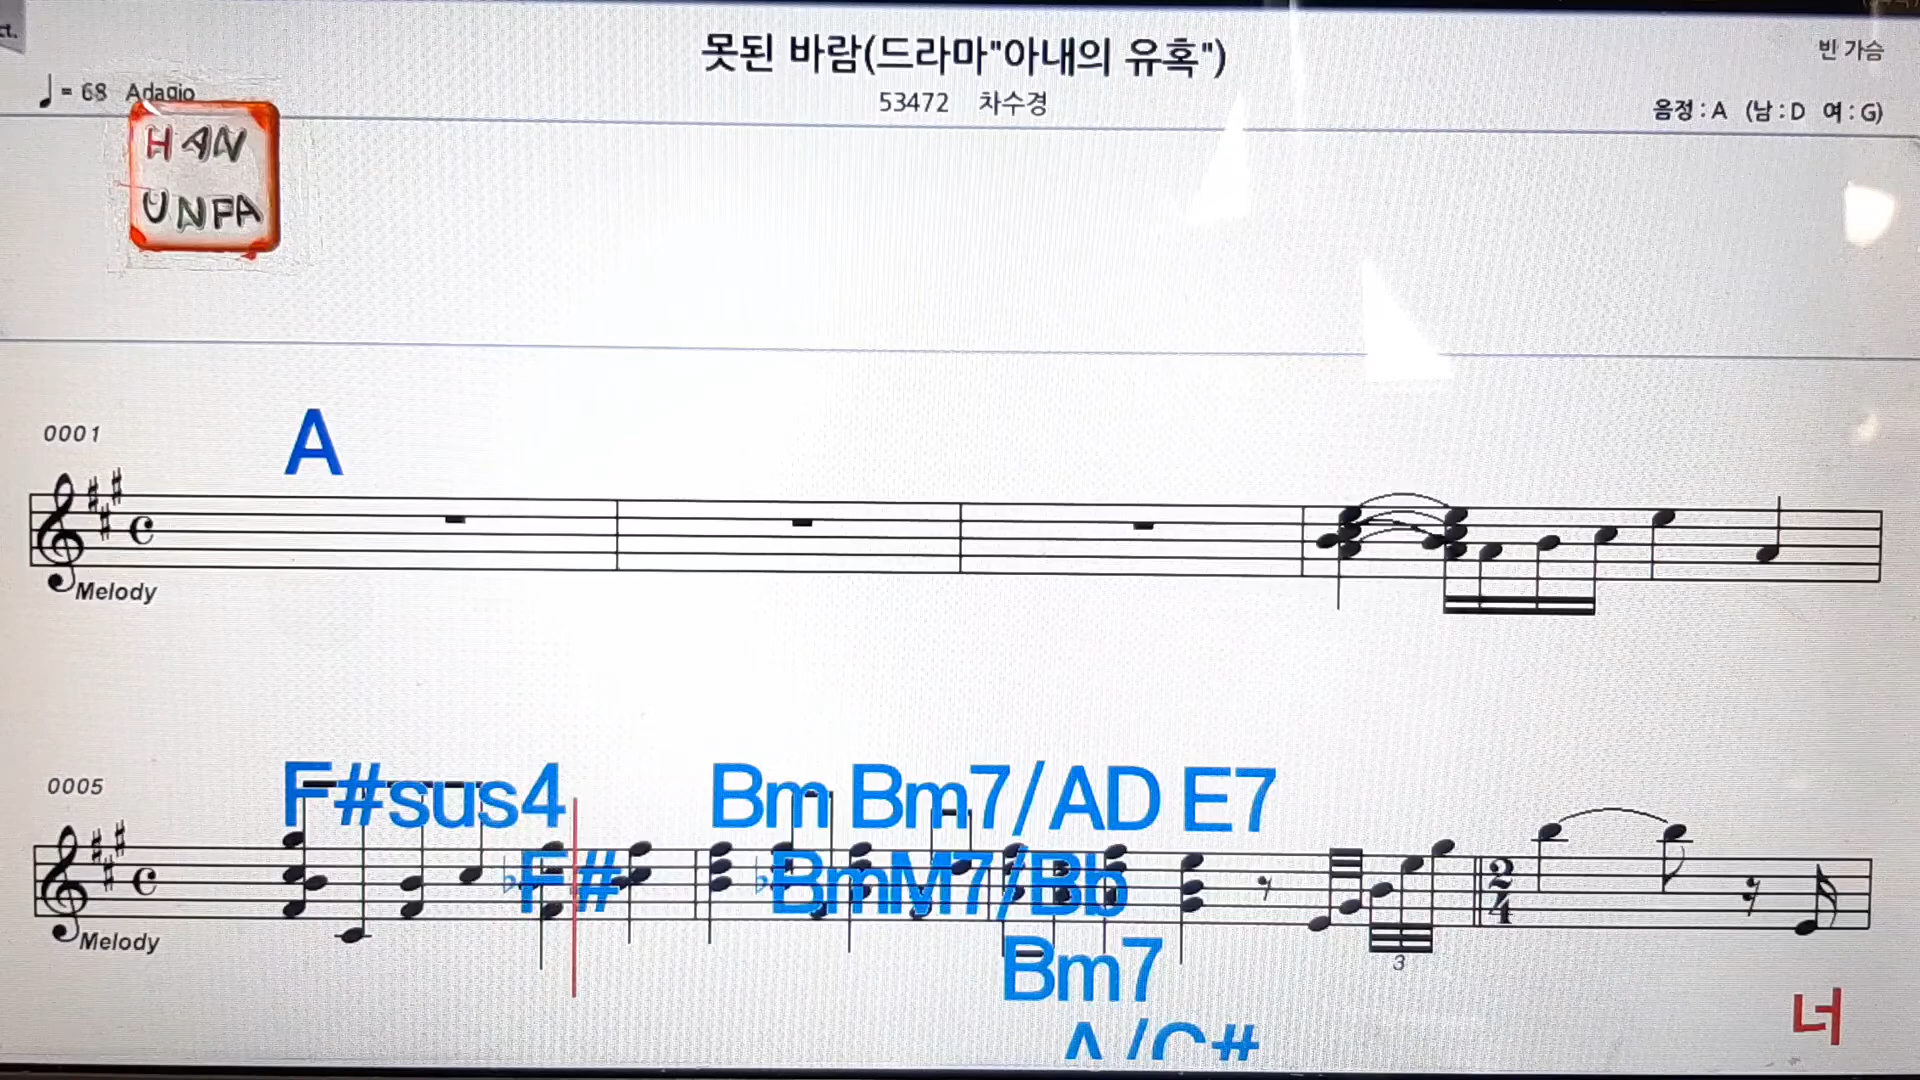 ct.
못된 바람(드라마"아내의 유혹")
빈 가슴
= 68 Adagio
53472 차수경
음정 : A (남 : D 여 : G)
HAN
UNFA
0001
A
Melody
0005
F#sus4 Bm Bm7/A D E7
F# BmM7/Bb
Melody
Bm7
3
A/C#
너
2
4